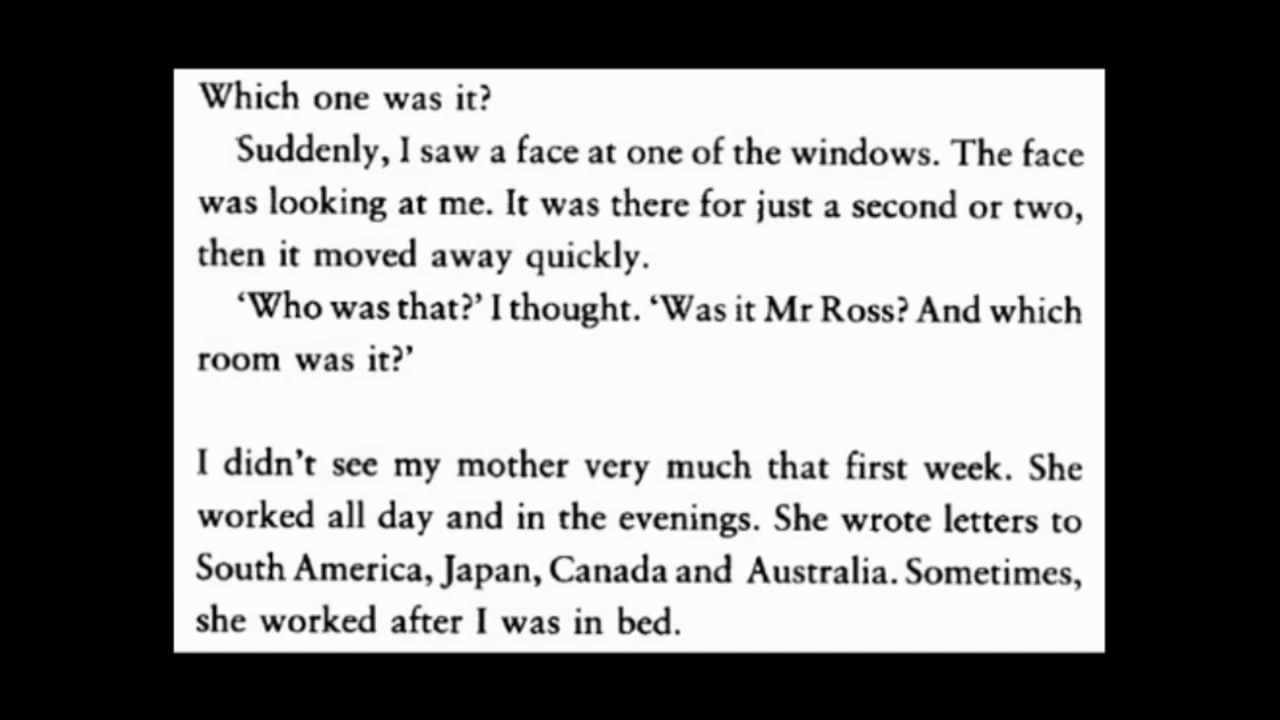 Which one was it?
Suddenly, I saw a face at one of the windows. The face
was looking at me. It was there for just a second or two,
then it moved away quickly.
‘Who was that?’ I thought. ‘Was it Mr Ross? And which
room was it?’
I didn’t see my mother very much that first week. She
worked all day and in the evenings. She wrote letters to
South America, Japan, Canada and Australia. Sometimes,
she worked after I was in bed.